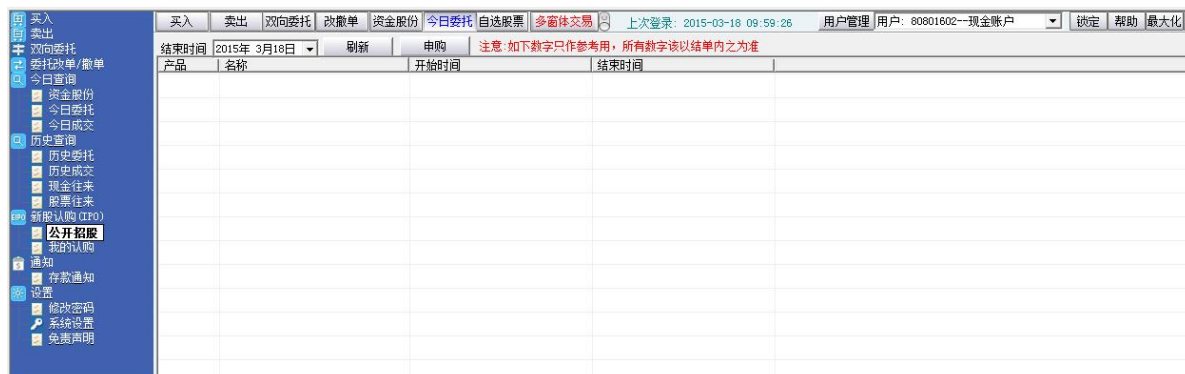 买入
卖出
双向委托
委托改单/撤单
今日查询
资金股份
今日委托
今日成交
历史查询
历史委托
历史成交
现金往来
股票往来
EIPO 新股认购(IPO)
公开招股
我的认购
通知
存款通知
设置
修改密码
系统设置
免责声明
买入 卖出 双向委托 改撤单 资金股份 今日委托 自选股票 多窗体交易 上次登录: 2015-03-18 09:59:26 用户管理 用户: 80801602--现金账户 锁定 帮助 最大化
结束时间 2015年 3月18日 刷新 申购 注意:如下数字只作参考用，所有数字该以结单内之为准
产品 名称 开始时间 结束时间